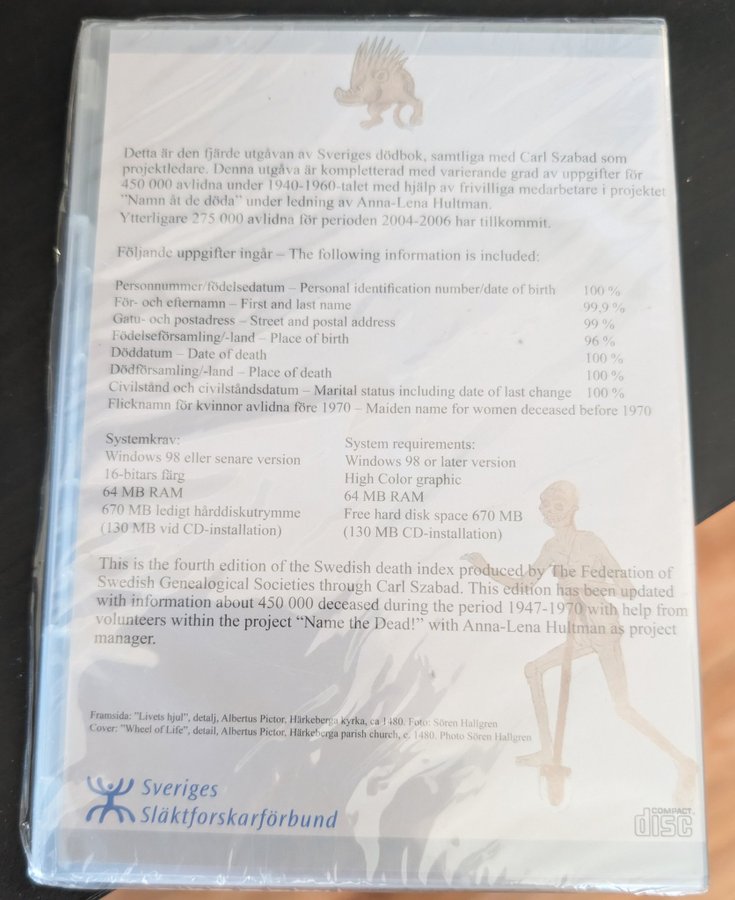 Detta är den fjärde utgåvan av Sveriges dödbok, samtliga med Carl Szabad som
projektledare. Denna utgåva är kompletterad med varierande grad av uppgifter för
450 000 avlidna under 1940-1960-talet med hjälp av frivilliga medarbetare i projektet
"Namn åt de döda" under ledning av Anna-Lena Hultman.
Ytterligare 275 000 avlidna för perioden 2004-2006 har tillkommit.
Följande uppgifter ingår – The following information is included:
Personnummer/födelsedatum – Personal identification number/date of birth 100 %
För- och efternamn – First and last name 99,9 %
Gatu- och postadress – Street and postal address 99 %
Födelseförsamling/-land – Place of birth 96 %
Döddatum – Date of death 100 %
Dödförsamling/-land – Place of death 100 %
Civilstånd och civilståndsdatum – Marital status including date of last change 100 %
Flicknamn för kvinnor avlidna före 1970 – Maiden name for women deceased before 1970
Systemkrav:
Windows 98 eller senare version
16-bitars färg
64 MB RAM
670 MB ledigt hårddiskutrymme
(130 MB vid CD-installation)
System requirements:
Windows 98 or later version
High Color graphic
64 MB RAM
Free hard disk space 670 MB
(130 MB CD-installation)
This is the fourth edition of the Swedish death index produced by The Federation of
Swedish Genealogical Societies through Carl Szabad. This edition has been updated
with information about 450 000 deceased during the period 1947-1970 with help from
volunteers within the project "Name the Dead!" with Anna-Lena Hultman as project
manager.
Framsida: "Livets hjul", detalj, Albertus Pictor, Härkeberga kyrka, ca 1480. Foto: Sören Hallgren
Cover: "Wheel of Life", detail, Albertus Pictor, Härkeberga parish church, c. 1480. Photo Sören Hallgren
Sveriges
Släktforskarförbund
COMPACT
disc